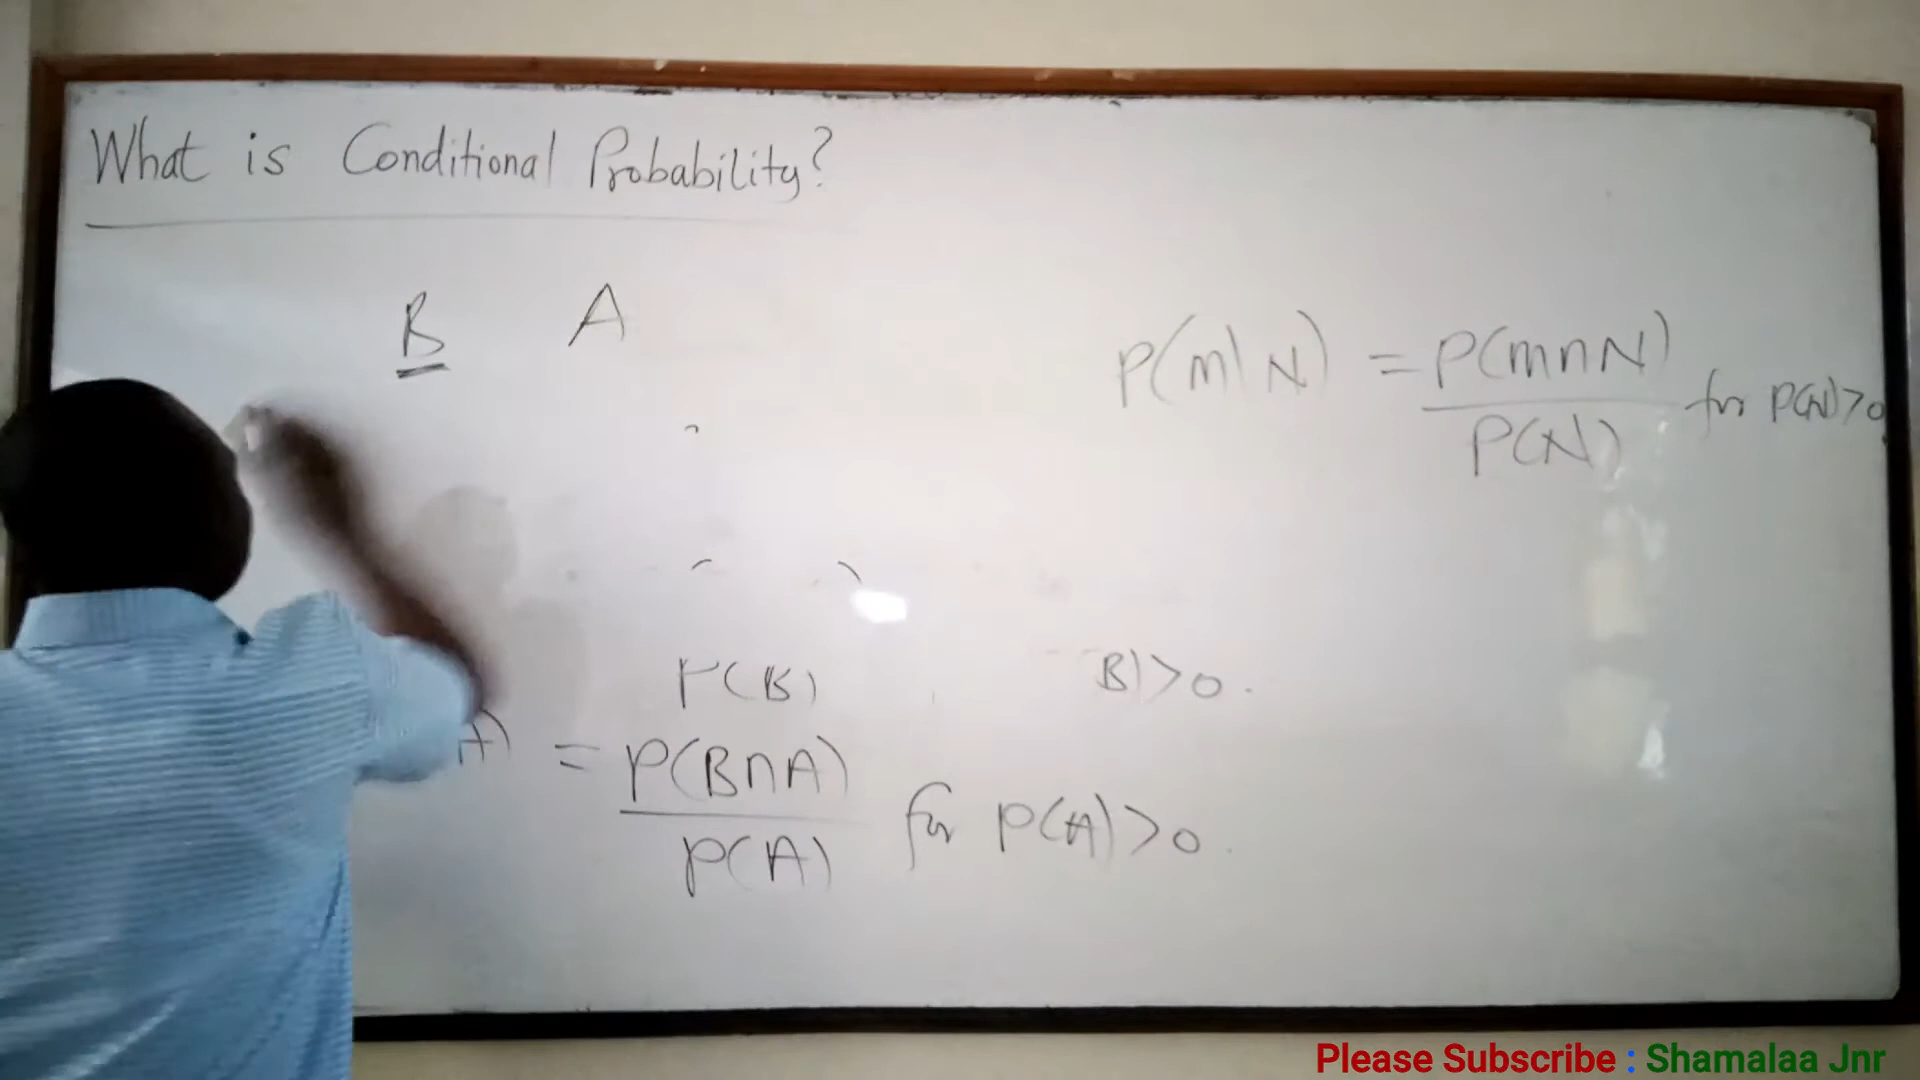 What is Conditional Probability?
B A
P(M|N) = P(M∩N)
P(N)
for P(N)>0
P(B) B)>0.
A) = P(B∩A)
P(A)
for P(A)>0.
Please Subscribe : Shamalaa Jnr